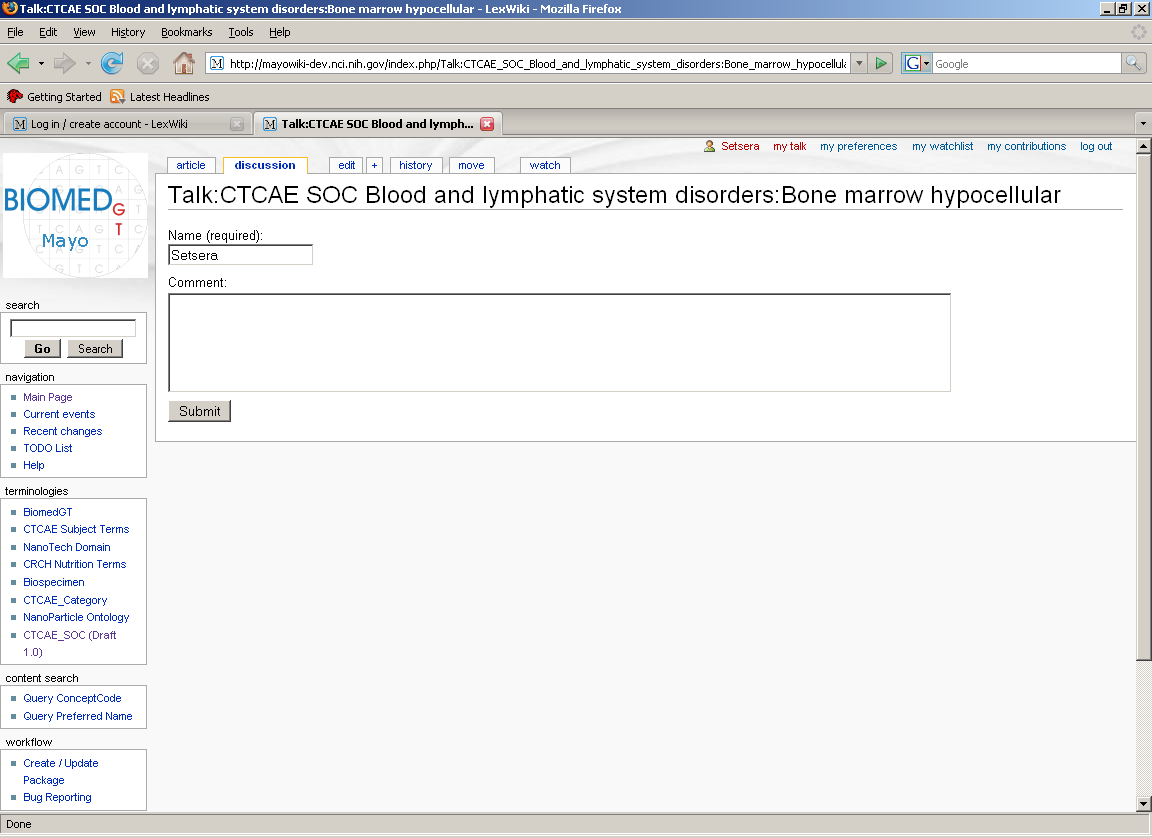 Talk:CTCAE SOC Blood and lymphatic system disorders:Bone marrow hypocellular - LexWiki - Mozilla Firefox
File Edit View History Bookmarks Tools Help
http://mayowiki-dev.nci.nih.gov/index.php/Talk:CTCAE_SOC_Blood_and_lymphatic_system_disorders:Bone_marrow_hypocellula
G Google
Getting Started Latest Headlines
M Log in / create account - LexWiki
M Talk:CTCAE SOC Blood and lymph...
Setsera my talk my preferences my watchlist my contributions log out
article discussion edit + history move watch
BIOMEDGT
Mayo
Talk:CTCAE SOC Blood and lymphatic system disorders:Bone marrow hypocellular
Name (required):
Setsera
Comment:
Submit
search
Go Search
navigation
Main Page
Current events
Recent changes
TODO List
Help
terminologies
BiomedGT
CTCAE Subject Terms
NanoTech Domain
CRCH Nutrition Terms
Biospecimen
CTCAE_Category
NanoParticle Ontology
CTCAE_SOC (Draft
1.0)
content search
Query ConceptCode
Query Preferred Name
workflow
Create / Update
Package
Bug Reporting
Done